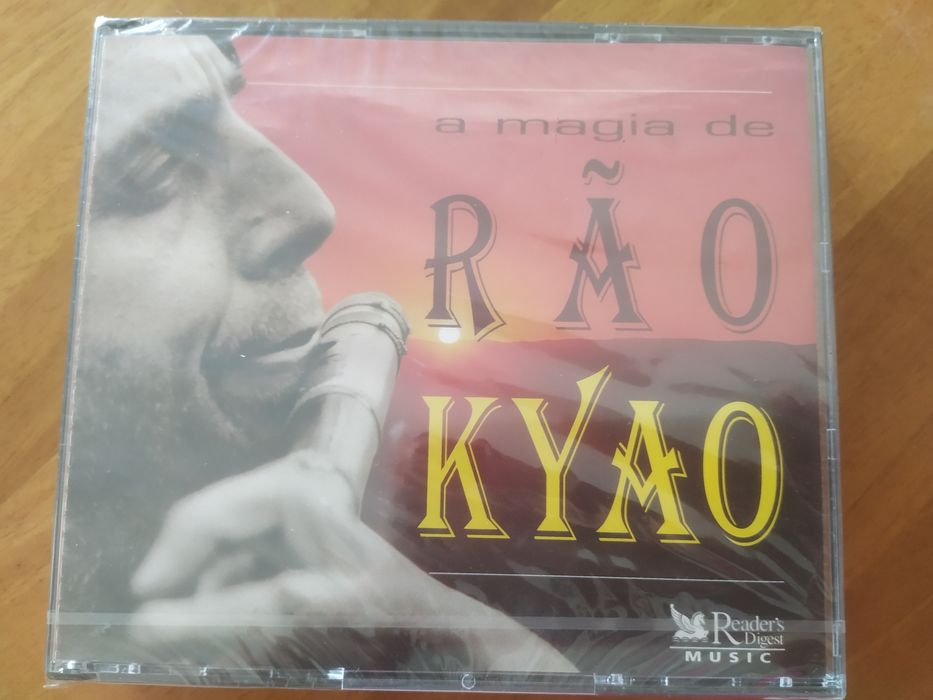 a magia de
RÃO
KYAO
Reader's
Digest
MUSIC